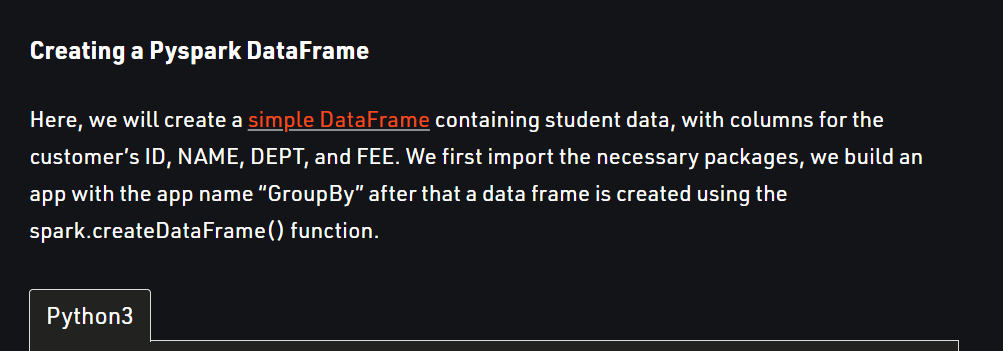 Creating a Pyspark DataFrame
Here, we will create a simple DataFrame containing student data, with columns for the
customer’s ID, NAME, DEPT, and FEE. We first import the necessary packages, we build an
app with the app name “GroupBy” after that a data frame is created using the
spark.createDataFrame() function.
Python3